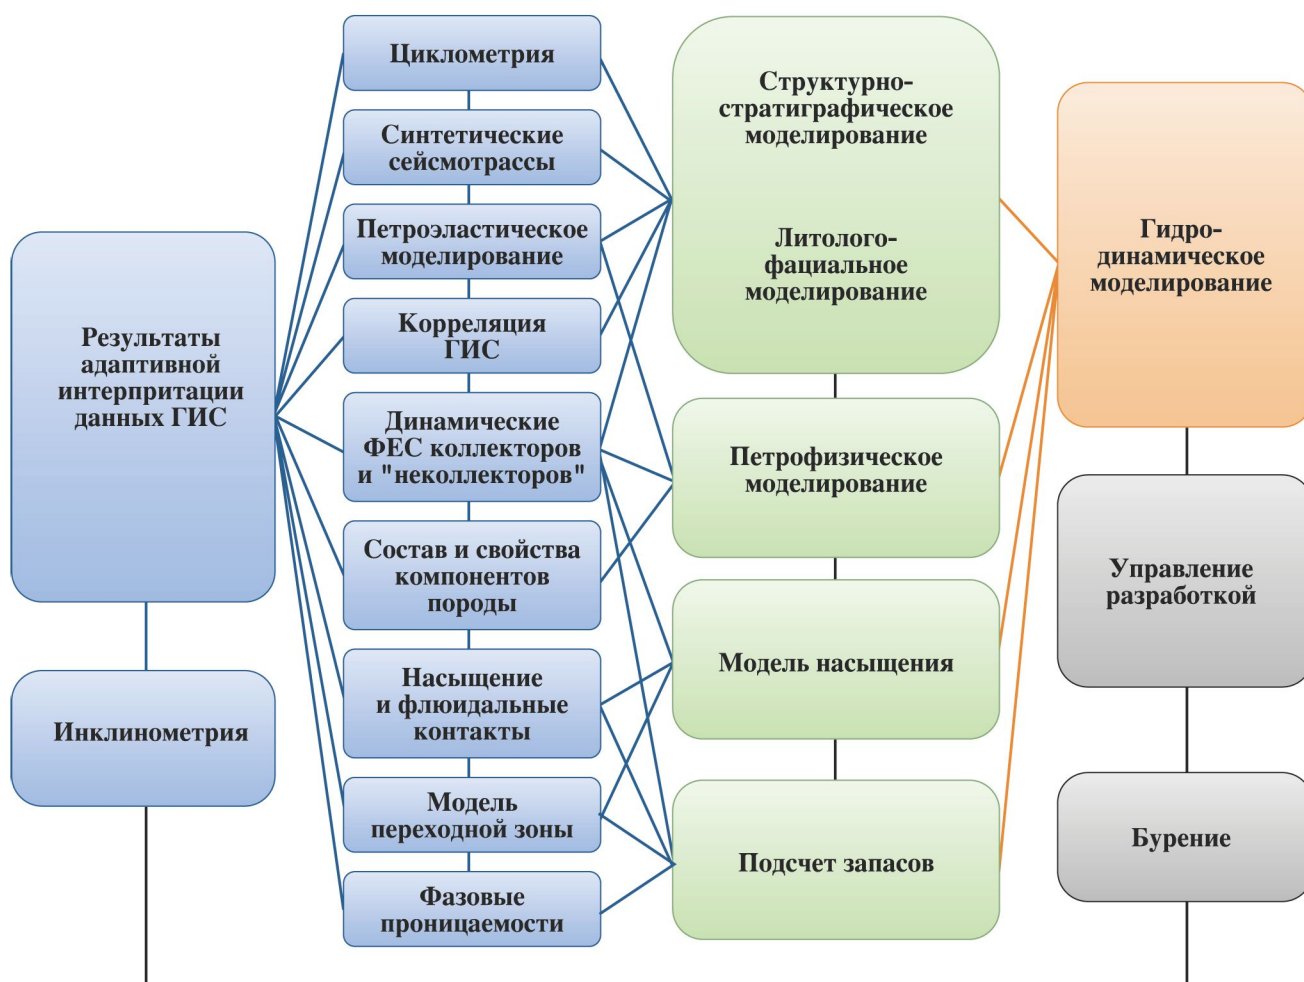 Результаты
адаптивной
интерпритации
данных ГИС
Инклинометрия
Циклометрия
Синтетические
сейсмотрассы
Петроэластическое
моделирование
Корреляция
ГИС
Динамические
ФЕС коллекторов
и "неколлекторов"
Состав и свойства
компонентов
породы
Насыщение
и флюидальные
контакты
Модель
переходной зоны
Фазовые
проницаемости
Структурно-
стратиграфическое
моделирование
Литолого-
фациальное
моделирование
Петрофизическое
моделирование
Модель насыщения
Подсчет запасов
Гидро-
динамическое
моделирование
Управление
разработкой
Бурение